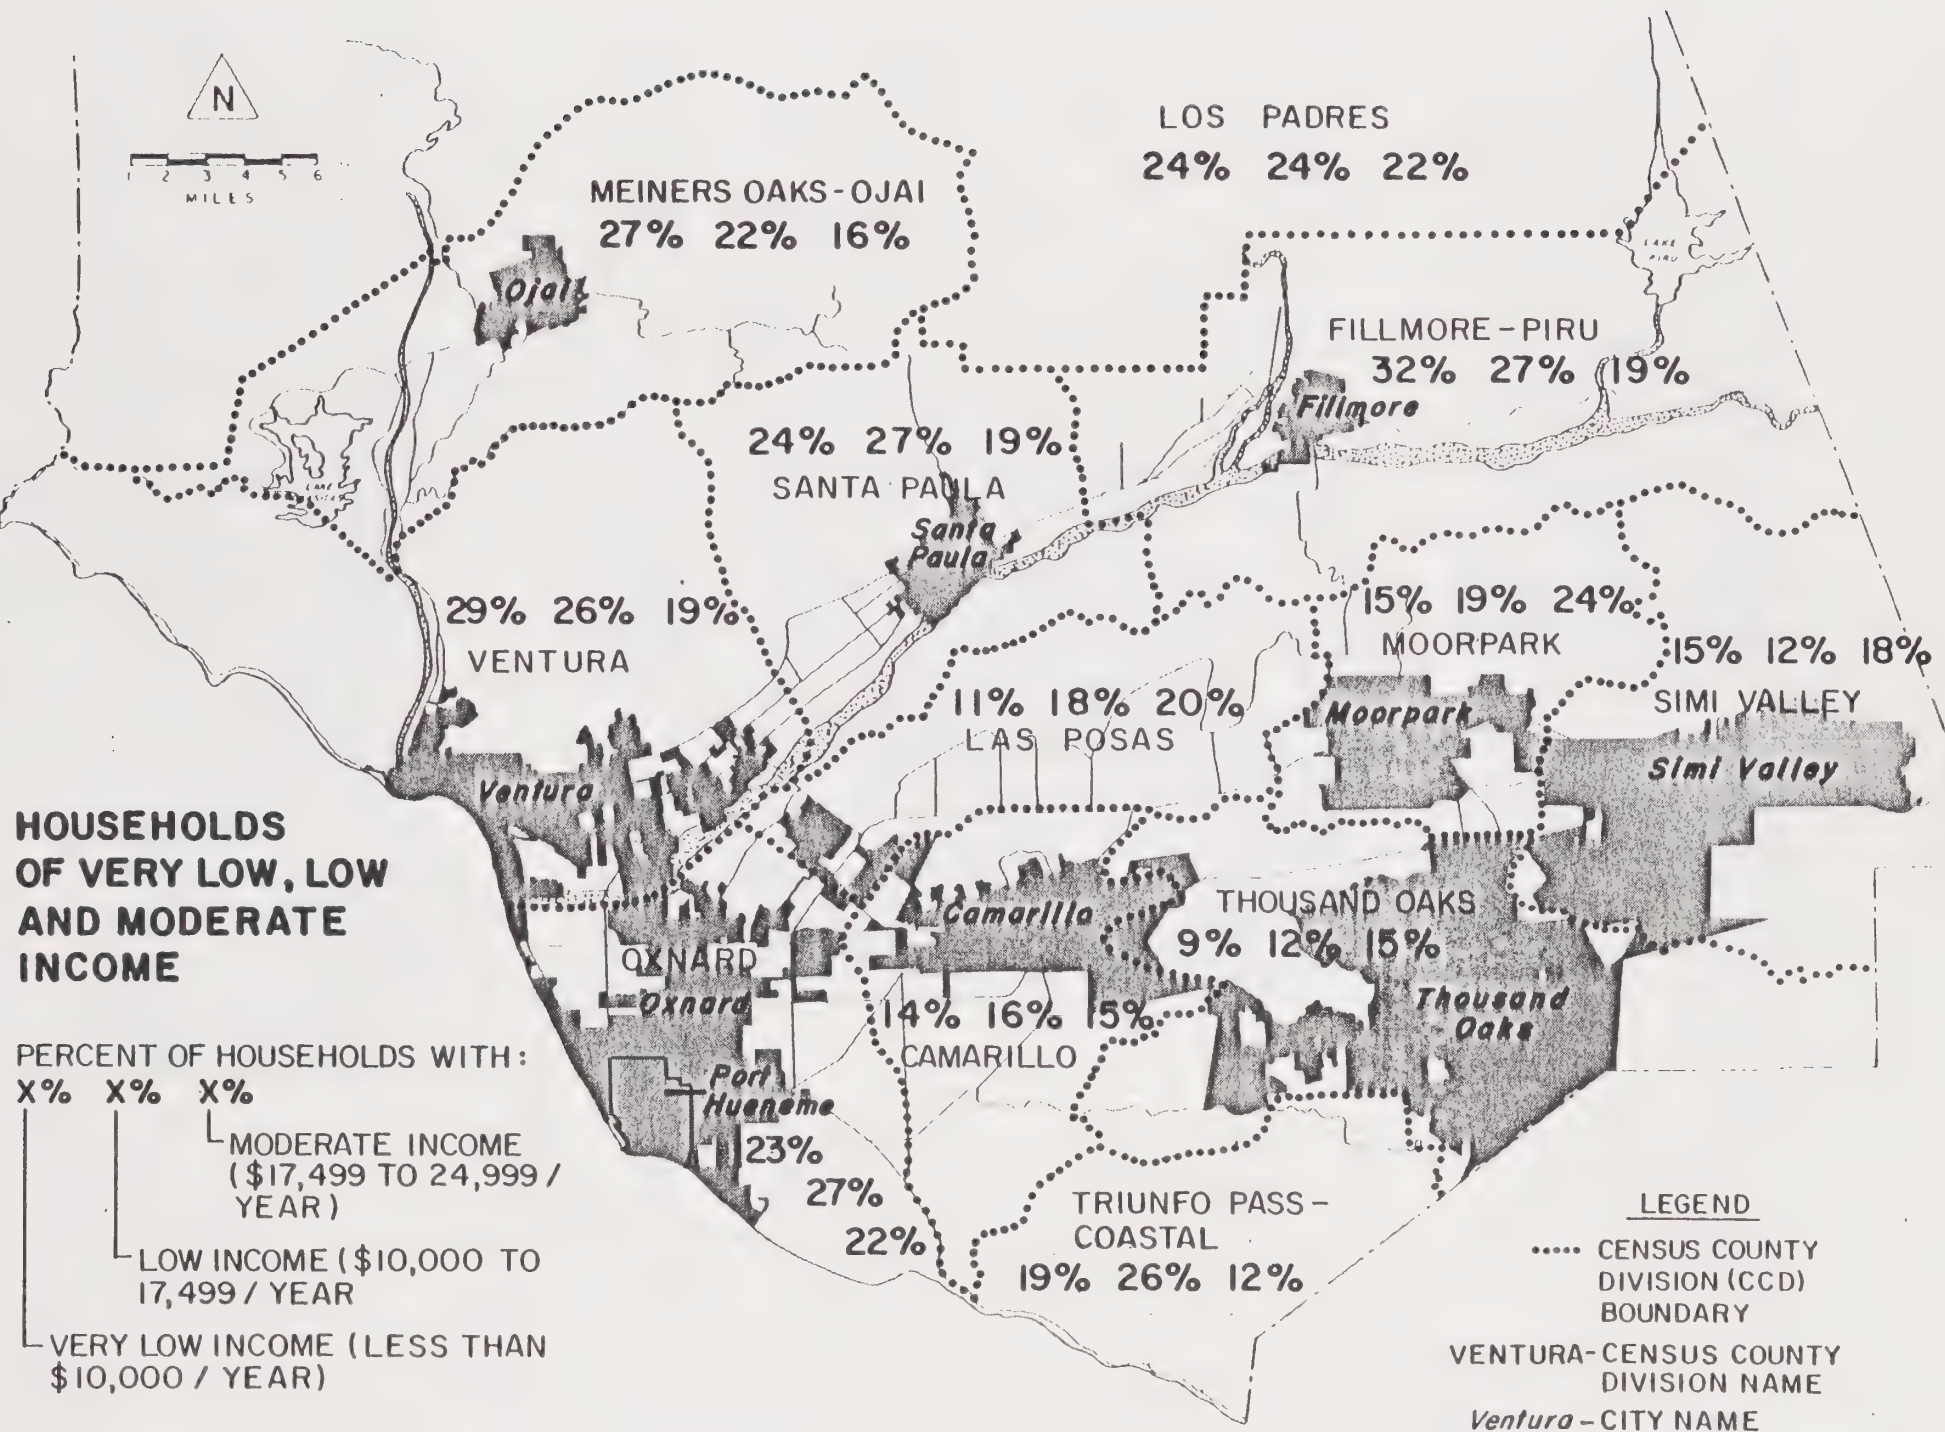 N
1 2 3 4 5 6
MILES
LOS PADRES
24% 24% 22%
MEINERS OAKS-OJAI
27% 22% 16%
Ojai
LAKE
PIRU
FILLMORE-PIRU
32% 27% 19%
Fillmore
24% 27% 19%
SANTA PAULA
Santa
Paula
LAKE
29% 26% 19%
VENTURA
15% 19% 24%
MOORPARK
15% 12% 18%
SIMI VALLEY
11% 18% 20%
LAS POSAS
Moorpark
Simi Valley
Ventura
HOUSEHOLDS
OF VERY LOW, LOW
AND MODERATE
INCOME
Camarillo
THOUSAND OAKS
9% 12% 15%
OXNARD
Oxnard
Thousand
Oaks
14% 16% 15%
CAMARILLO
Port
Hueneme
23%
27%
22%
PERCENT OF HOUSEHOLDS WITH:
X% X% X%
MODERATE INCOME
($17,499 TO 24,999 /
YEAR)
LOW INCOME ($10,000 TO
17,499 / YEAR
VERY LOW INCOME (LESS THAN
$10,000 / YEAR)
TRIUNFO PASS-
COASTAL
19% 26% 12%
LEGEND
CENSUS COUNTY
DIVISION (CCD)
BOUNDARY
VENTURA-CENSUS COUNTY
DIVISION NAME
Ventura-CITY NAME